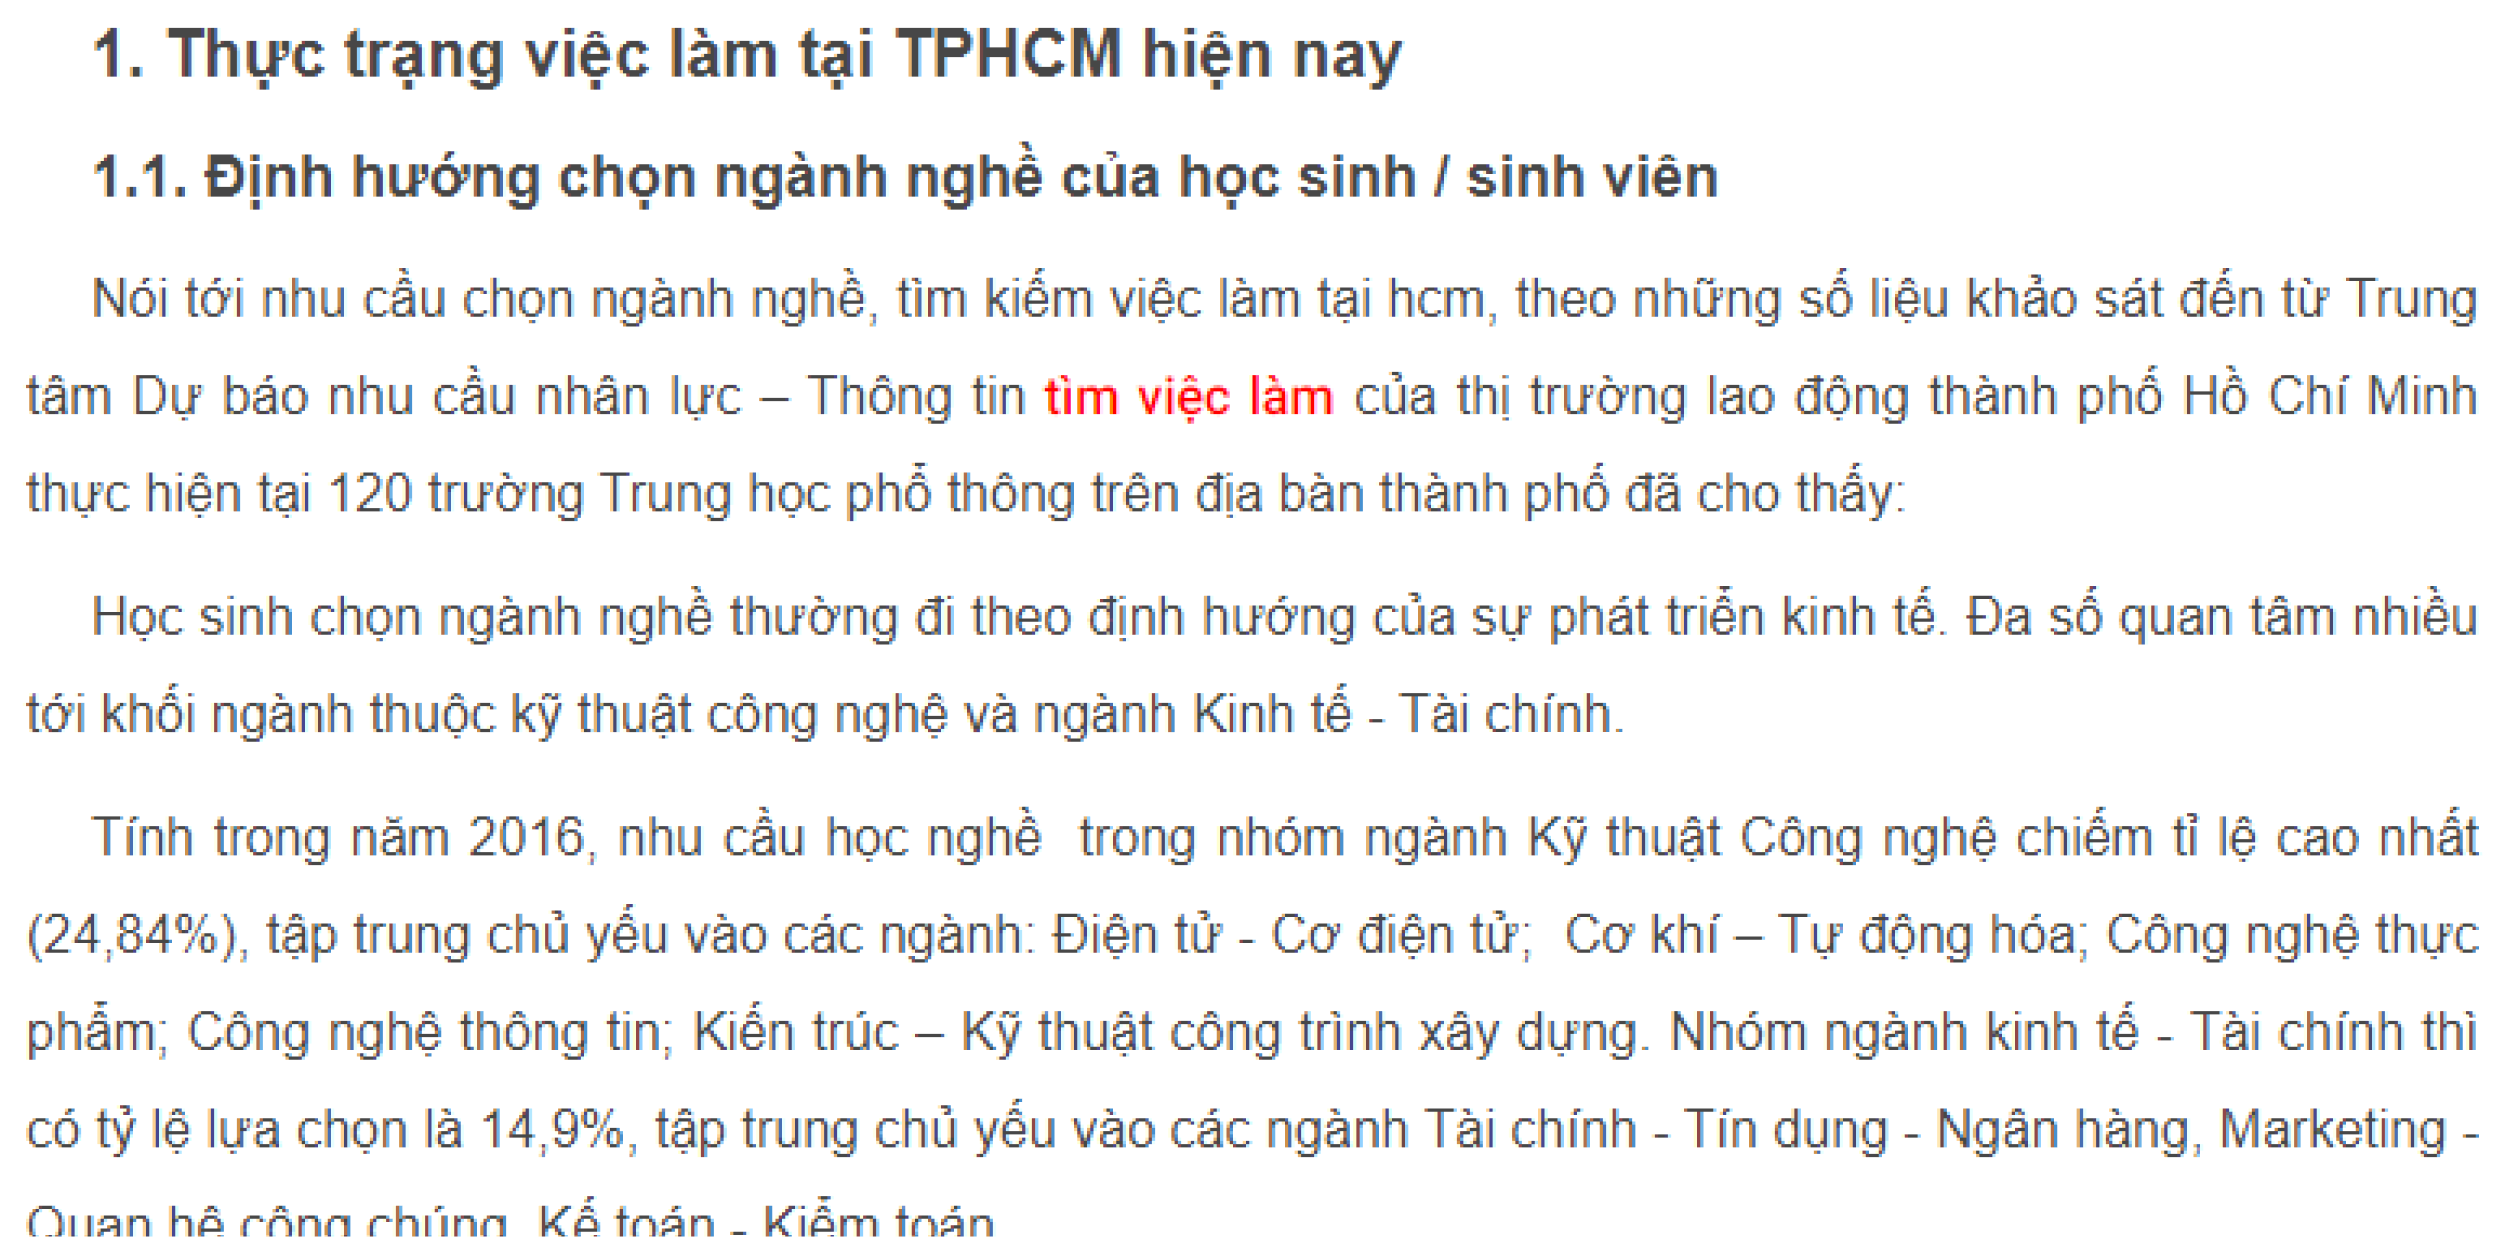 1. Thực trạng việc làm tại TPHCM hiện nay
1.1. Định hướng chọn ngành nghề của học sinh / sinh viên
Nói tới nhu cầu chọn ngành nghề, tìm kiếm việc làm tại hcm, theo những số liệu khảo sát đến từ Trung
tâm Dự báo nhu cầu nhân lực – Thông tin tìm việc làm của thị trường lao động thành phố Hồ Chí Minh
thực hiện tại 120 trường Trung học phổ thông trên địa bàn thành phố đã cho thấy:
Học sinh chọn ngành nghề thường đi theo định hướng của sự phát triển kinh tế. Đa số quan tâm nhiều
tới khối ngành thuộc kỹ thuật công nghệ và ngành Kinh tế - Tài chính.
Tính trong năm 2016, nhu cầu học nghề  trong nhóm ngành Kỹ thuật Công nghệ chiếm tỉ lệ cao nhất
(24,84%), tập trung chủ yếu vào các ngành: Điện tử - Cơ điện tử;  Cơ khí – Tự động hóa; Công nghệ thực
phẩm; Công nghệ thông tin; Kiến trúc – Kỹ thuật công trình xây dựng. Nhóm ngành kinh tế - Tài chính thì
có tỷ lệ lựa chọn là 14,9%, tập trung chủ yếu vào các ngành Tài chính - Tín dụng - Ngân hàng, Marketing -
Quan hệ công chúng, Kế toán - Kiểm toán